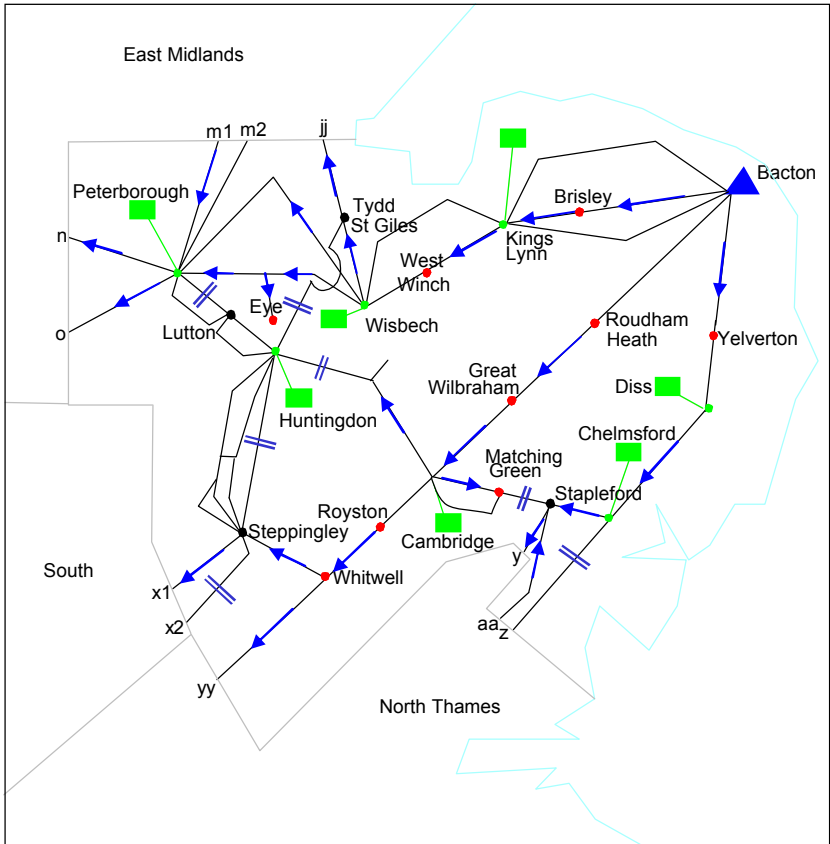 East Midlands
m1
m2
jj
Peterborough
Bacton
Brisley
Tydd
St Giles
n
Kings
Lynn
West
Winch
Eye
Wisbech
Lutton
o
Roudham
Heath
Yelverton
Great
Wilbraham
Diss
Huntingdon
Chelmsford
Matching
Green
Stapleford
Royston
Steppingley
Cambridge
y
South
Whitwell
x1
x2
aa
z
yy
North Thames